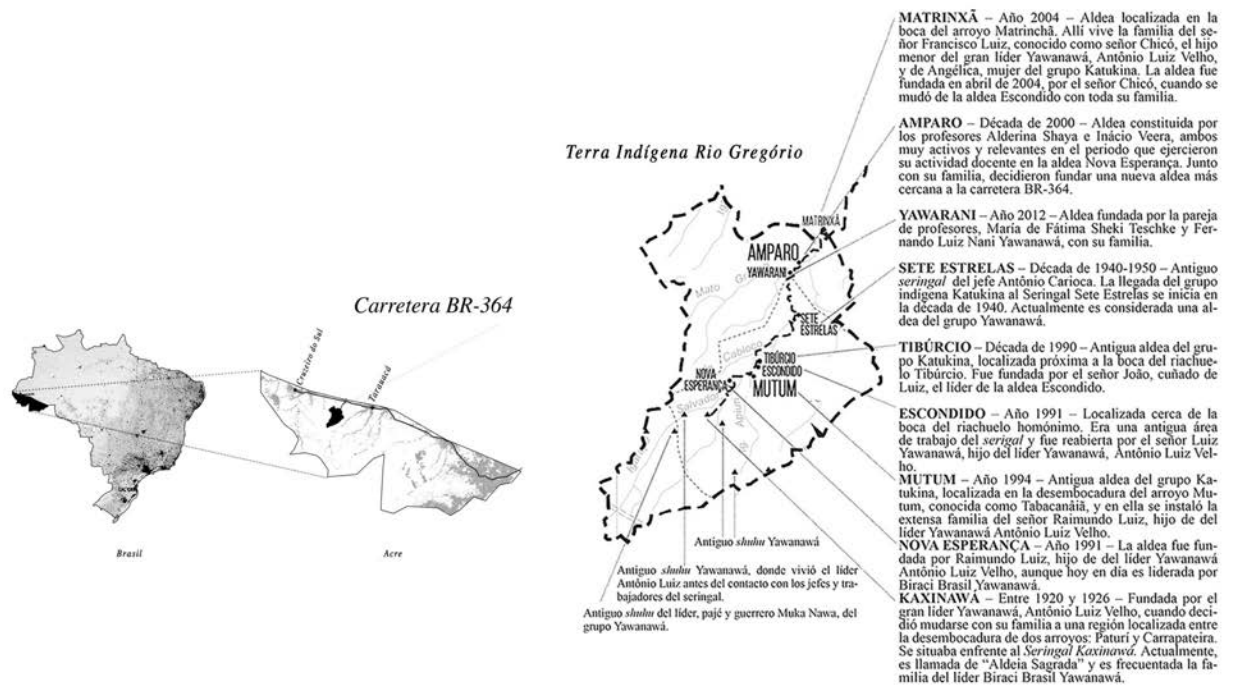 Carretera BR-364
Cruzeiro do Sul
Tarauacá
Brasil
Acre
Terra Indígena Rio Gregório
MATRINXÃ
AMPARO
YAWARANI
Mato
SETE
ESTRELAS
Caboclo
TIBÚRCIO
ESCONDIDO
NOVA
ESPERANÇA
MUTUM
Salvador
Apium
Antiguo shuhu Yawanawá
Antiguo shuhu Yawanawá, donde vivió el líder
Antônio Luiz antes del contacto con los jefes y tra-
bajadores del seringal.
Antiguo shuhu del líder, pajé y guerrero Muka Nawa, del
grupo Yawanawá.
MATRINXÃ – Año 2004 – Aldea localizada en la
boca del arroyo Matrinchã. Allí vive la familia del se-
ñor Francisco Luiz, conocido como señor Chicó, el hijo
menor del gran líder Yawanawá, Antônio Luiz Velho,
y de Angélica, mujer del grupo Katukina. La aldea fue
fundada en abril de 2004, por el señor Chicó, cuando se
mudó de la aldea Escondido con toda su familia.
AMPARO – Década de 2000 – Aldea constituida por
los profesores Alderina Shaya e Inácio Veera, ambos
muy activos y relevantes en el periodo que ejercieron
su actividad docente en la aldea Nova Esperança. Junto
con su familia, decidieron fundar una nueva aldea más
cercana a la carretera BR-364.
YAWARANI – Año 2012 – Aldea fundada por la pareja
de profesores, María de Fátima Sheki Teschke y Fer-
nando Luiz Nani Yawanawá, con su familia.
SETE ESTRELAS – Década de 1940-1950 – Antiguo
seringal del jefe Antônio Carioca. La llegada del grupo
indígena Katukina al Seringal Sete Estrelas se inicia en
la década de 1940. Actualmente es considerada una al-
dea del grupo Yawanawá.
TIBÚRCIO – Década de 1990 – Antigua aldea del gru-
po Katukina, localizada próxima a la boca del riachue-
lo Tibúrcio. Fue fundada por el señor João, cuñado de
Luiz, el líder de la aldea Escondido.
ESCONDIDO – Año 1991 – Localizada cerca de la
boca del riachuelo homónimo. Era una antigua área
de trabajo del serigal y fue reabierta por el señor Luiz
Yawanawá, hijo del líder Yawanawá, Antônio Luiz Vel-
ho.
MUTUM – Año 1994 – Antigua aldea del grupo Ka-
tukina, localizada en la desembocadura del arroyo Mu-
tum, conocida como Tabacanãiã, y en ella se instaló la
extensa familia del señor Raimundo Luiz, hijo de del
líder Yawanawá Antônio Luiz Velho.
NOVA ESPERANÇA – Año 1991 – La aldea fue fun-
dada por Raimundo Luiz, hijo de del líder Yawanawá
Antônio Luiz Velho, aunque hoy en día es liderada por
Biraci Brasil Yawanawá.
KAXINAWÁ – Entre 1920 y 1926 – Fundada por el
gran líder Yawanawá, Antônio Luiz Velho, cuando deci-
dió mudarse con su familia a una región localizada entre
la desembocadura de dos arroyos: Paturí y Carrapateira.
Se situaba enfrente al Seringal Kaxinawá. Actualmente,
es llamada de “Aldeia Sagrada” y es frecuentada la fa-
milia del líder Biraci Brasil Yawanawá.